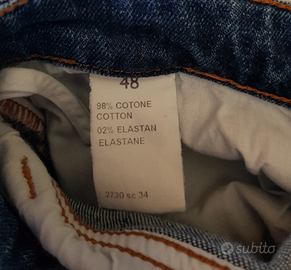 48
98% COTONE
COTTON
02% ELASTAN
ELASTANE
2730 sc 34
subito